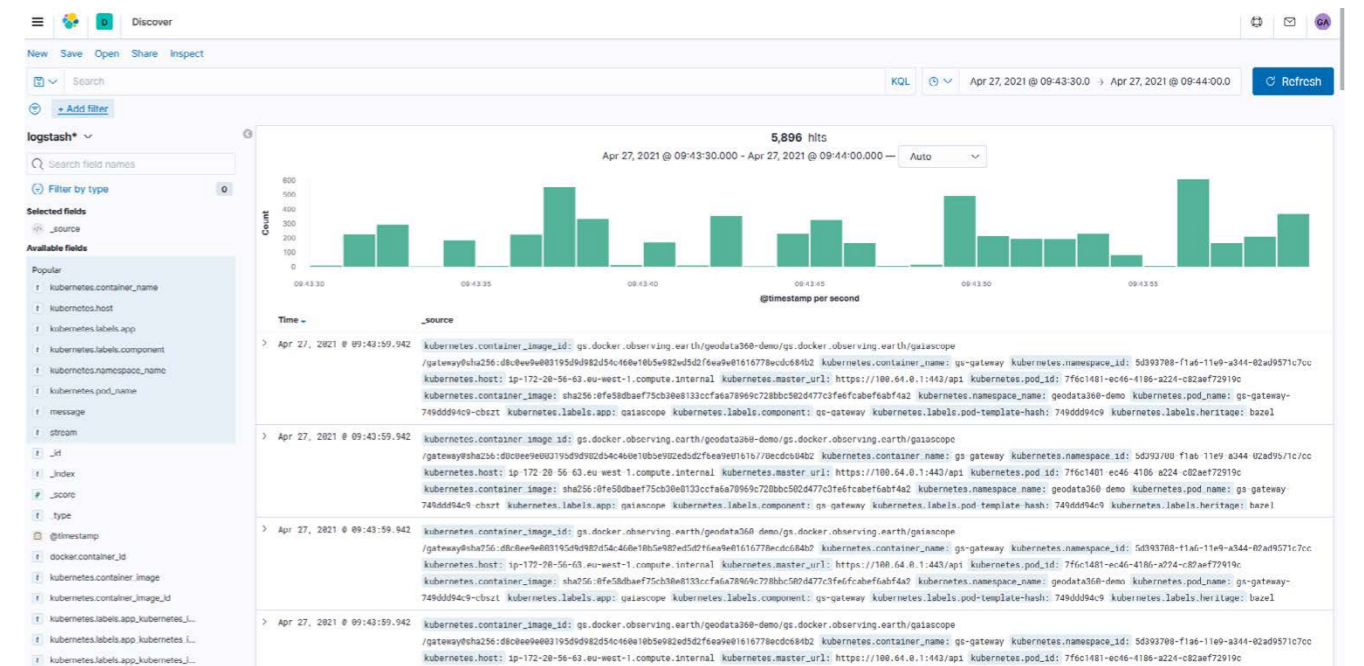 D Discover GA
New Save Open Share Inspect
Search KQL Apr 27, 2021 @ 09:43:30.0 → Apr 27, 2021 @ 09:44:00.0 Refresh
+ Add filter
logstash*
Search field names
Filter by type 0
Selected fields
_source
Available fields
Popular
t kubernetes.container_name
t kubernetes.host
t kubernetes.labels.app
t kubernetes.labels.component
t kubernetes.namespace_name
t kubernetes.pod_name
t message
t stream
t _id
t _index
# _score
t _type
@timestamp
t docker.container_id
t kubernetes.container_image
t kubernetes.container_image_id
t kubernetes.labels.app_kubernetes_i...
t kubernetes.labels.app_kubernetes_i...
t kubernetes.labels.app_kubernetes_i...
5,896 hits
Apr 27, 2021 @ 09:43:30.000 - Apr 27, 2021 @ 09:44:00.000 — Auto
Count
600
500
400
300
200
100
0
09:43:30 09:43:35 09:43:40 09:43:45 09:43:50 09:43:55
@timestamp per second
Time _source
Apr 27, 2021 @ 09:43:59.942 kubernetes.container_image_id: gs.docker.observing.earth/geodata360-demo/gs.docker.observing.earth/gaiascope
kubernetes.container_name: gs-gateway kubernetes.namespace_id: 5d393708-f1a6-11e9-a344-02ad9571c7cc
kubernetes.host: ip-172-20-56-63.eu-west-1.compute.internal kubernetes.master_url: https://100.64.0.1:443/api kubernetes.pod_id: 7f6c1481-ec46-4186-a224-c82aef72919c
kubernetes.container_image: kubernetes.namespace_name: geodata360-demo kubernetes.pod_name: gs-gateway-
749ddd94c9-cbszt kubernetes.labels.app: gaiascope kubernetes.labels.component: gs-gateway kubernetes.labels.pod-template-hash: 749ddd94c9 kubernetes.labels.heritage: bazel
Apr 27, 2021 @ 09:43:59.942 kubernetes.container_image_id: gs.docker.observing.earth/geodata360-demo/gs.docker.observing.earth/gaiascope
kubernetes.container_name: gs-gateway kubernetes.namespace_id: 5d393708-f1a6-11e9-a344-02ad9571c7cc
kubernetes.host: ip-172-20-56-63.eu-west-1.compute.internal kubernetes.master_url: https://100.64.0.1:443/api kubernetes.pod_id: 7f6c1481-ec46-4186-a224-c82aef72919c
kubernetes.container_image: kubernetes.namespace_name: geodata360-demo kubernetes.pod_name: gs-gateway-
749ddd94c9-cbszt kubernetes.labels.app: gaiascope kubernetes.labels.component: gs-gateway kubernetes.labels.pod-template-hash: 749ddd94c9 kubernetes.labels.heritage: bazel
Apr 27, 2021 @ 09:43:59.942 kubernetes.container_image_id: gs.docker.observing.earth/geodata360-demo/gs.docker.observing.earth/gaiascope
kubernetes.container_name: gs-gateway kubernetes.namespace_id: 5d393708-f1a6-11e9-a344-02ad9571c7cc
kubernetes.host: ip-172-20-56-63.eu-west-1.compute.internal kubernetes.master_url: https://100.64.0.1:443/api kubernetes.pod_id: 7f6c1481-ec46-4186-a224-c82aef72919c
kubernetes.container_image: kubernetes.namespace_name: geodata360-demo kubernetes.pod_name: gs-gateway-
749ddd94c9-cbszt kubernetes.labels.app: gaiascope kubernetes.labels.component: gs-gateway kubernetes.labels.pod-template-hash: 749ddd94c9 kubernetes.labels.heritage: bazel
Apr 27, 2021 @ 09:43:59.942 kubernetes.container_image_id: gs.docker.observing.earth/geodata360-demo/gs.docker.observing.earth/gaiascope
kubernetes.container_name: gs-gateway kubernetes.namespace_id: 5d393708-f1a6-11e9-a344-02ad9571c7cc
kubernetes.host: ip-172-20-56-63.eu-west-1.compute.internal kubernetes.master_url: https://100.64.0.1:443/api kubernetes.pod_id: 7f6c1481-ec46-4186-a224-c82aef72919c